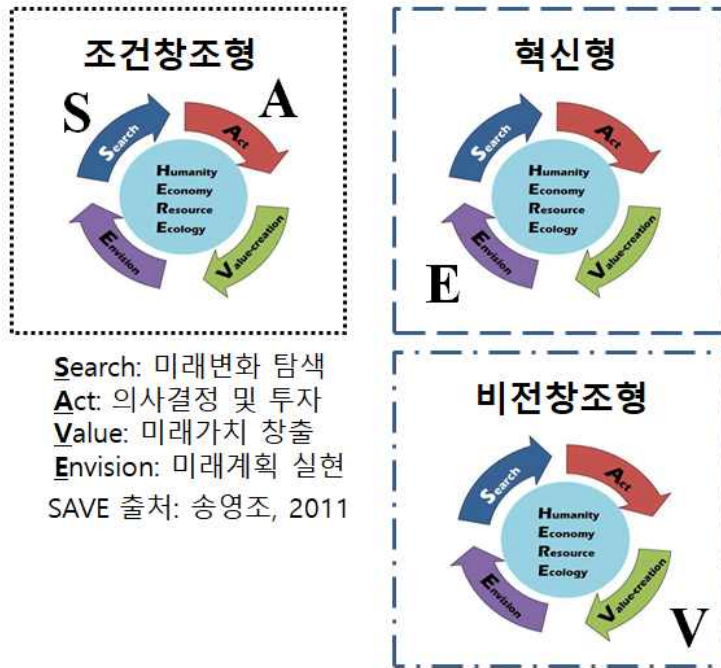 조건창조형
S
A
Search
Act
Value-creation
Envision
Humanity
Economy
Resource
Ecology
혁신형
Search
Act
Value-creation
Envision
Humanity
Economy
Resource
Ecology
E
Search: 미래변화 탐색
Act: 의사결정 및 투자
Value: 미래가치 창출
Envision: 미래계획 실현
SAVE 출처: 송영조, 2011
비전창조형
Search
Act
Value-creation
Envision
Humanity
Economy
Resource
Ecology
V